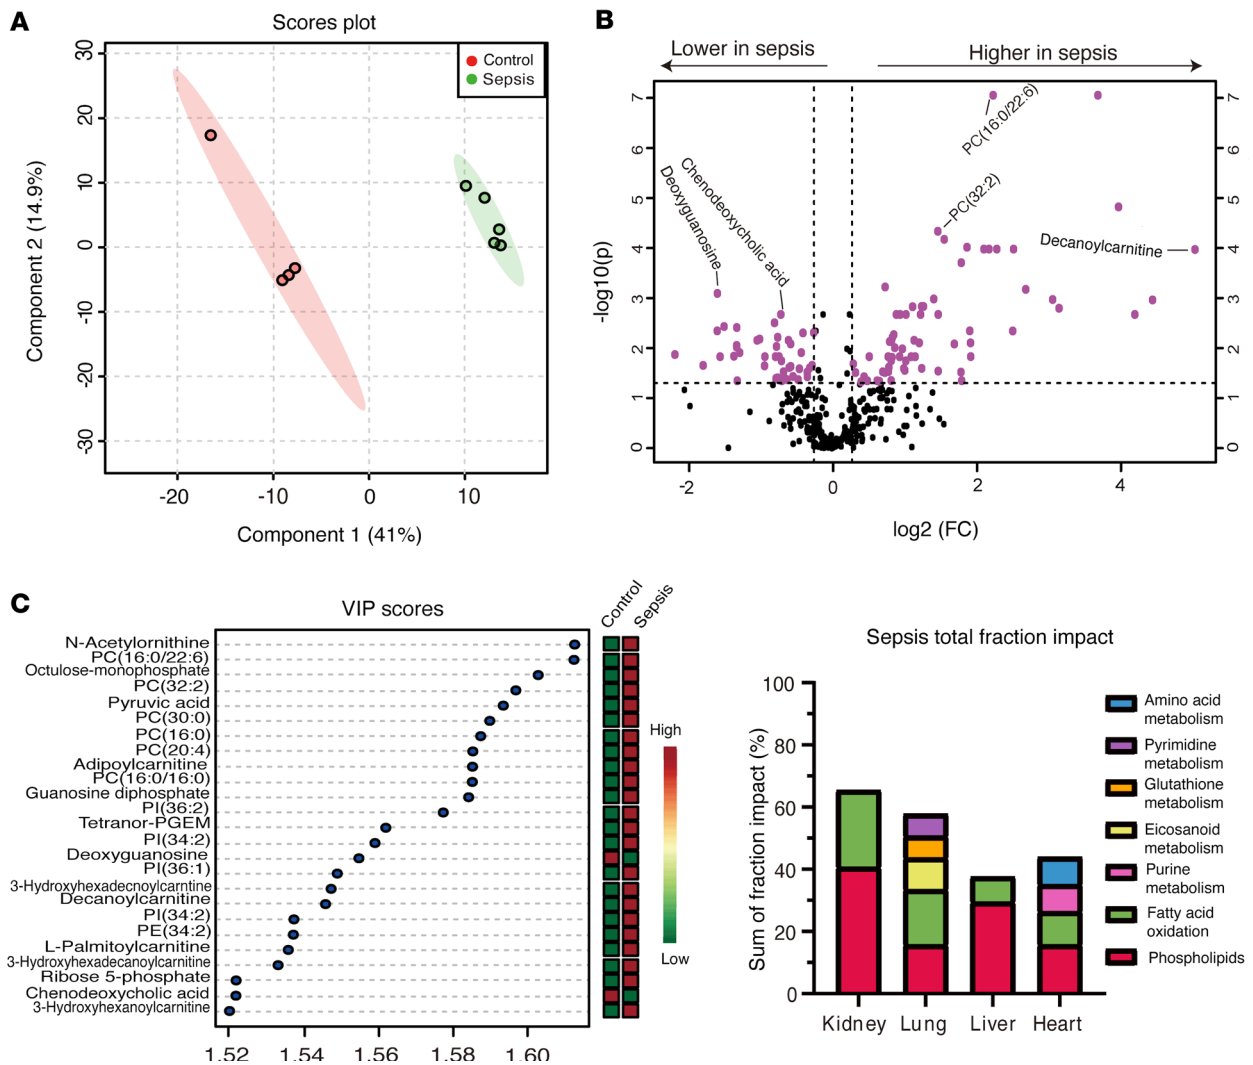 A
Scores plot
Control
Sepsis
30
20
10
0
-10
-20
-30
Component 2 (14.9%)
-20
-10
0
10
Component 1 (41%)
B
Lower in sepsis
Higher in sepsis
7
6
5
4
3
2
1
0
-log10(p)
7
6
5
4
3
2
1
0
PC(16:0/22:6)
PC(32:2)
Decanoylcarnitine
Chenodeoxycholic acid
Deoxyguanosine
-2
0
2
4
log2 (FC)
C
VIP scores
Control
Sepsis
N-Acetylornithine
PC(16:0/22:6)
Octulose-monophosphate
PC(32:2)
Pyruvic acid
PC(30:0)
PC(16:0)
PC(20:4)
Adipoylcarnitine
PC(16:0/16:0)
Guanosine diphosphate
PI(36:2)
Tetranor-PGEM
PI(34:2)
Deoxyguanosine
PI(36:1)
3-Hydroxyhexadecnoylcarntine
Decanoylcarnitine
PI(34:2)
PE(34:2)
L-Palmitoylcarnitine
3-Hydroxyhexadecanoylcarnitine
Ribose 5-phosphate
Chenodeoxycholic acid
3-Hydroxyhexanoylcarnitine
1.52
1.54
1.56
1.58
1.60
High
Low
Sepsis total fraction impact
100
80
60
40
20
0
Sum of fraction impact (%)
Kidney
Lung
Liver
Heart
Amino acid
metabolism
Pyrimidine
metabolism
Glutathione
metabolism
Eicosanoid
metabolism
Purine
metabolism
Fatty acid
oxidation
Phospholipids